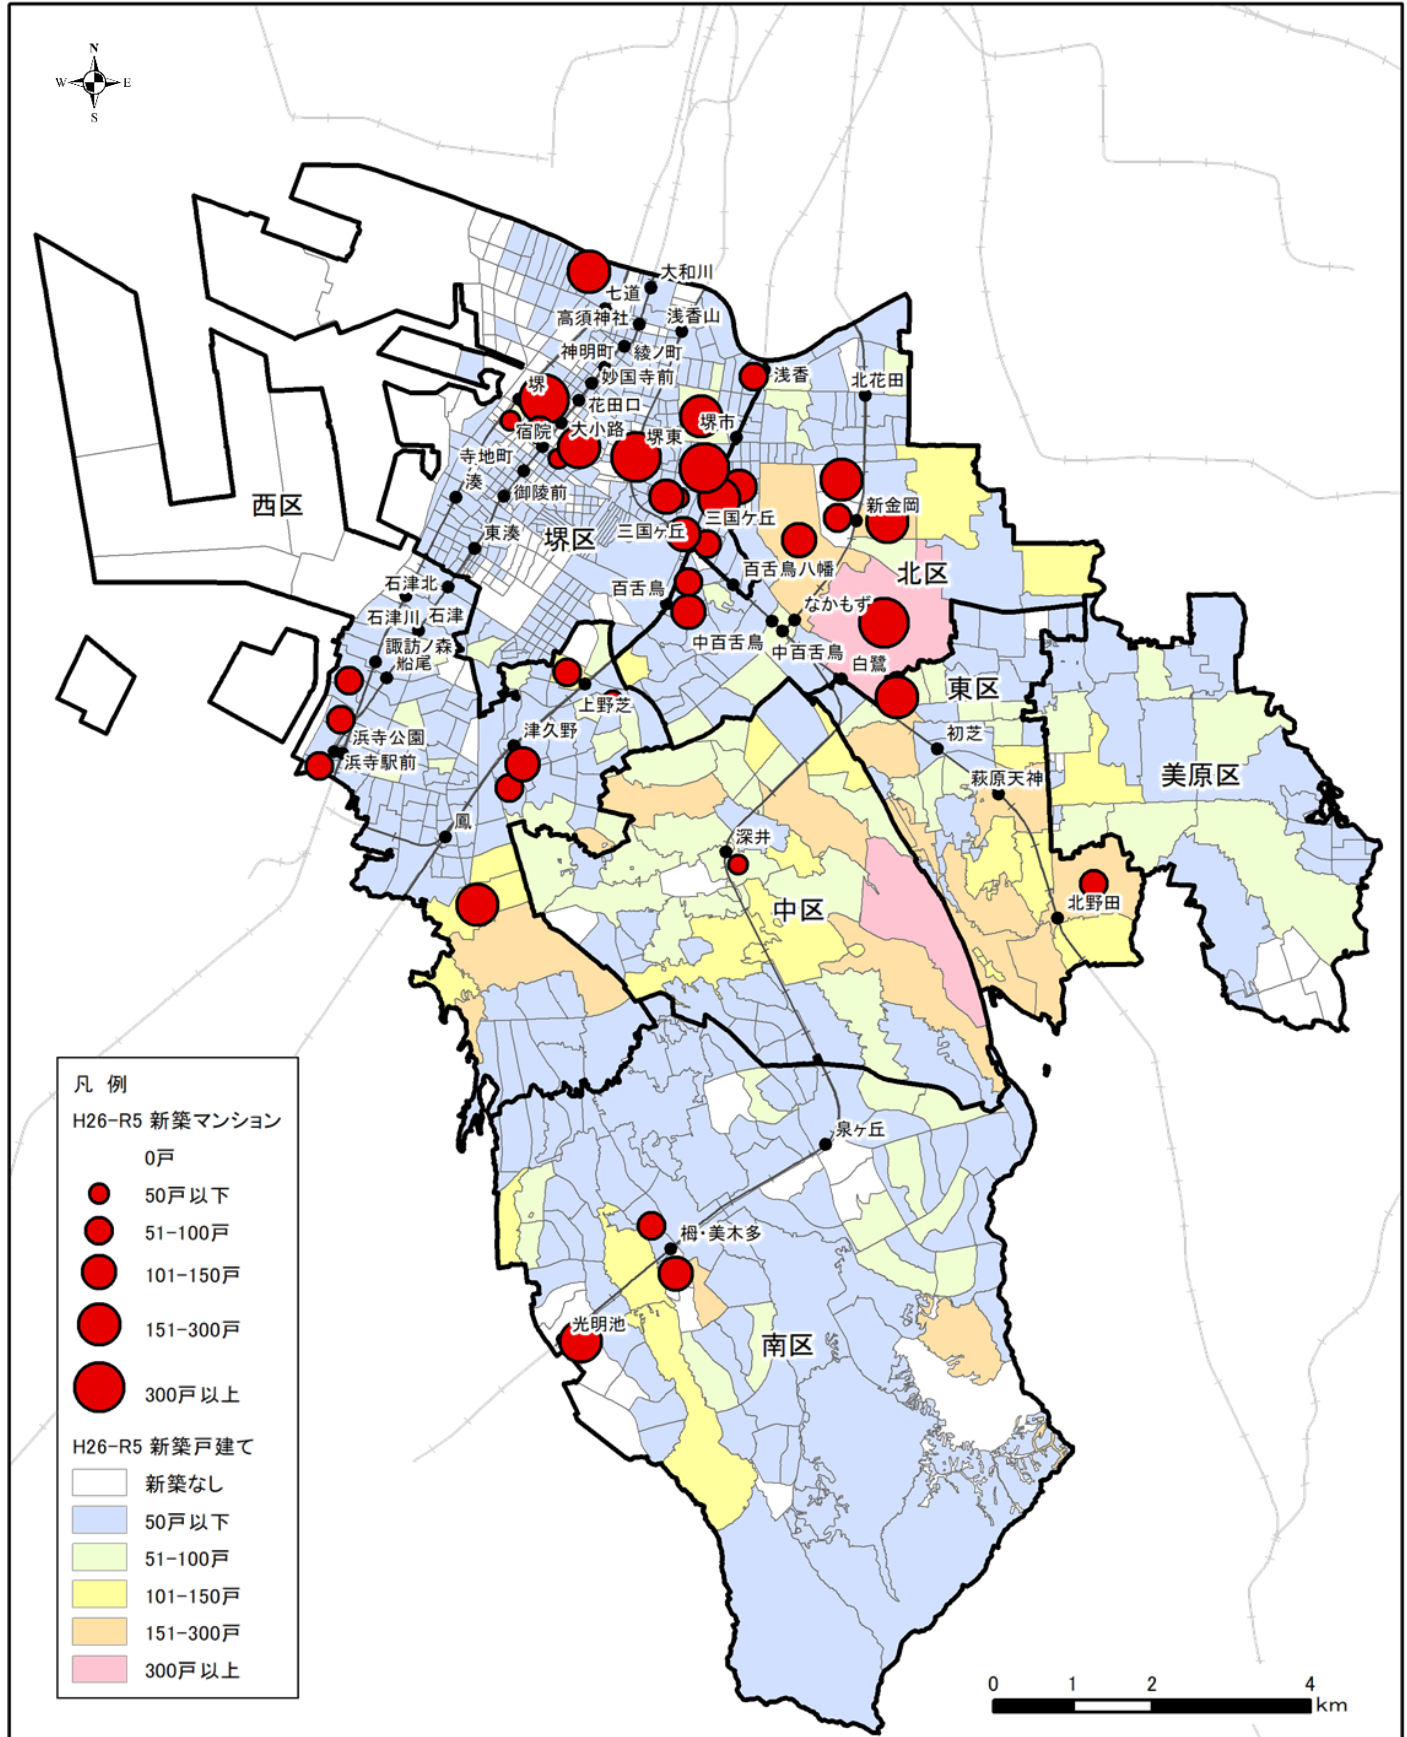 N
W E
S
大和川
七道
高須神社
浅香山
神明町
綾ノ町
妙国寺前
浅香
北花田
堺
花田口
堺市
宿院
大小路
堺東
寺地町
湊
御陵前
新金岡
西区
東湊
堺区
三国ヶ丘
三国ケ丘
百舌鳥八幡
北区
石津北
百舌鳥
なかもず
石津川
石津
諏訪ノ森
船尾
中百舌鳥
中百舌鳥
白鷺
東区
上野芝
浜寺公園
津久野
初芝
浜寺駅前
萩原天神
美原区
鳳
深井
中区
北野田
泉ヶ丘
栂・美木多
光明池
南区
凡 例
H26-R5 新築マンション
0戸
50戸以下
51-100戸
101-150戸
151-300戸
300戸以上
H26-R5 新築戸建て
新築なし
50戸以下
51-100戸
101-150戸
151-300戸
300戸以上
0 1 2 4
km